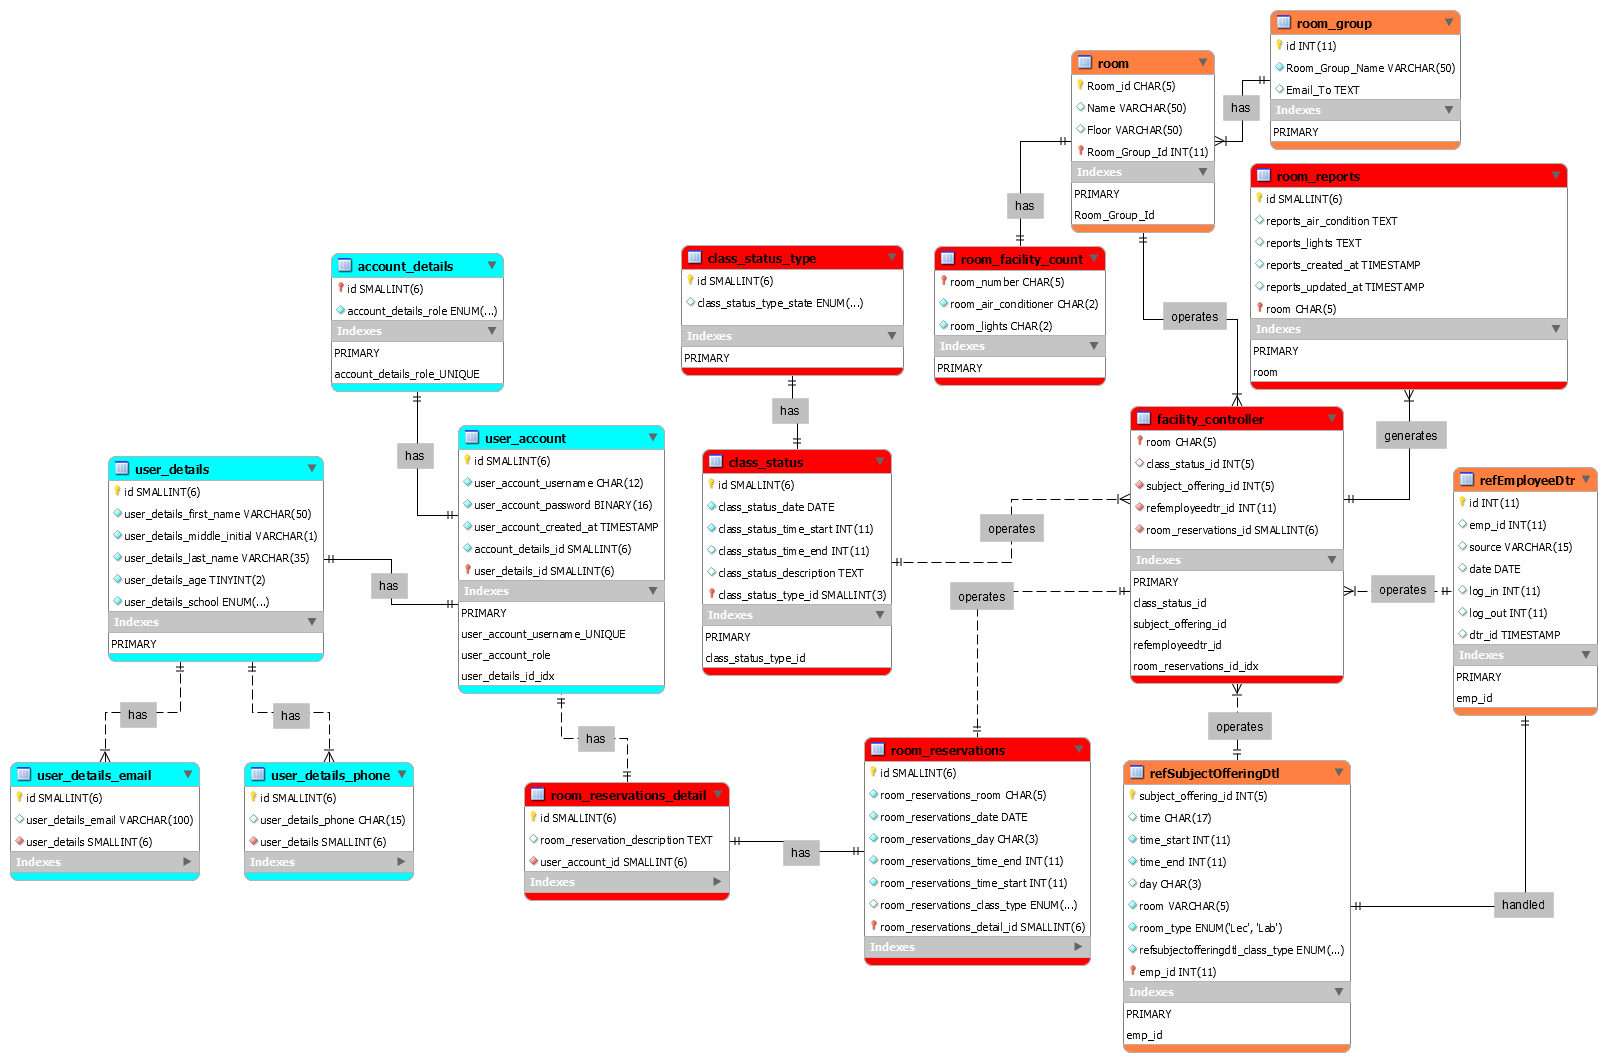 room_group
id INT(11)
Room_Group_Name VARCHAR(50)
Email_To TEXT
Indexes
PRIMARY
has
room
Room_id CHAR(5)
Name VARCHAR(50)
Floor VARCHAR(50)
Room_Group_Id INT(11)
Indexes
PRIMARY
Room_Group_Id
has
operates
room_reports
id SMALLINT(6)
reports_air_condition TEXT
reports_lights TEXT
reports_created_at TIMESTAMP
reports_updated_at TIMESTAMP
room CHAR(5)
Indexes
PRIMARY
room
generates
room_facility_count
room_number CHAR(5)
room_air_conditioner CHAR(2)
room_lights CHAR(2)
Indexes
PRIMARY
class_status_type
id SMALLINT(6)
class_status_type_state ENUM(...)
Indexes
PRIMARY
has
account_details
id SMALLINT(6)
account_details_role ENUM(...)
Indexes
PRIMARY
account_details_role_UNIQUE
has
user_account
id SMALLINT(6)
user_account_username CHAR(12)
user_account_password BINARY(16)
user_account_created_at TIMESTAMP
account_details_id SMALLINT(6)
user_details_id SMALLINT(6)
Indexes
PRIMARY
user_account_username_UNIQUE
user_account_role
user_details_id_idx
user_details
id SMALLINT(6)
user_details_first_name VARCHAR(50)
user_details_middle_initial VARCHAR(1)
user_details_last_name VARCHAR(35)
user_details_age TINYINT(2)
user_details_school ENUM(...)
Indexes
PRIMARY
has
class_status
id SMALLINT(6)
class_status_date DATE
class_status_time_start INT(11)
class_status_time_end INT(11)
class_status_description TEXT
class_status_type_id SMALLINT(3)
Indexes
PRIMARY
class_status_type_id
operates
operates
facility_controller
room CHAR(5)
class_status_id INT(5)
subject_offering_id INT(5)
refemployeedtr_id INT(11)
room_reservations_id SMALLINT(6)
Indexes
PRIMARY
class_status_id
subject_offering_id
refemployeedtr_id
room_reservations_id_idx
operates
refEmployeeDtr
id INT(11)
emp_id INT(11)
source VARCHAR(15)
date DATE
log_in INT(11)
log_out INT(11)
dtr_id TIMESTAMP
Indexes
PRIMARY
emp_id
operates
has
has
has
user_details_email
id SMALLINT(6)
user_details_email VARCHAR(100)
user_details SMALLINT(6)
Indexes
user_details_phone
id SMALLINT(6)
user_details_phone CHAR(15)
user_details SMALLINT(6)
Indexes
room_reservations_detail
id SMALLINT(6)
room_reservation_description TEXT
user_account_id SMALLINT(6)
Indexes
has
room_reservations
id SMALLINT(6)
room_reservations_room CHAR(5)
room_reservations_date DATE
room_reservations_day CHAR(3)
room_reservations_time_end INT(11)
room_reservations_time_start INT(11)
room_reservations_class_type ENUM(...)
room_reservations_detail_id SMALLINT(6)
Indexes
refSubjectOfferingDtl
subject_offering_id INT(5)
time CHAR(17)
time_start INT(11)
time_end INT(11)
day CHAR(3)
room VARCHAR(5)
room_type ENUM('Lec', 'Lab')
refsubjectofferingdtl_class_type ENUM(...)
emp_id INT(11)
Indexes
PRIMARY
emp_id
handled